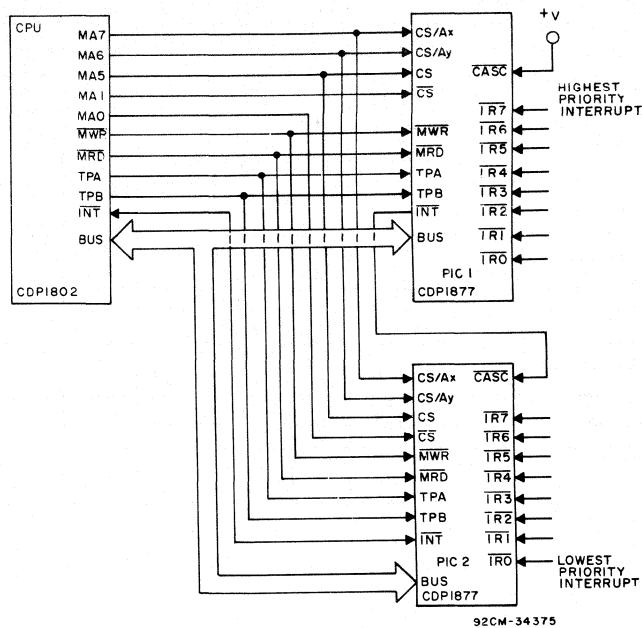 CPU
MA7
MA6
MA5
MA1
MA0
MWP
MRD
TPA
TPB
INT
BUS
CDP1802
CS/Ax
CS/Ay
CS
CS
MWR
MRD
TPA
TPB
INT
BUS
PIC 1
CDP1877
CASC
IR7
IR6
IR5
IR4
IR3
IR2
IR1
IR0
+V
HIGHEST
PRIORITY
INTERRUPT
CS/Ax
CS/Ay
CS
CS
MWR
MRD
TPA
TPB
INT
PIC 2
BUS
CDP1877
CASC
IR7
IR6
IR5
IR4
IR3
IR2
IR1
IR0
LOWEST
PRIORITY
INTERRUPT
92CM-34375